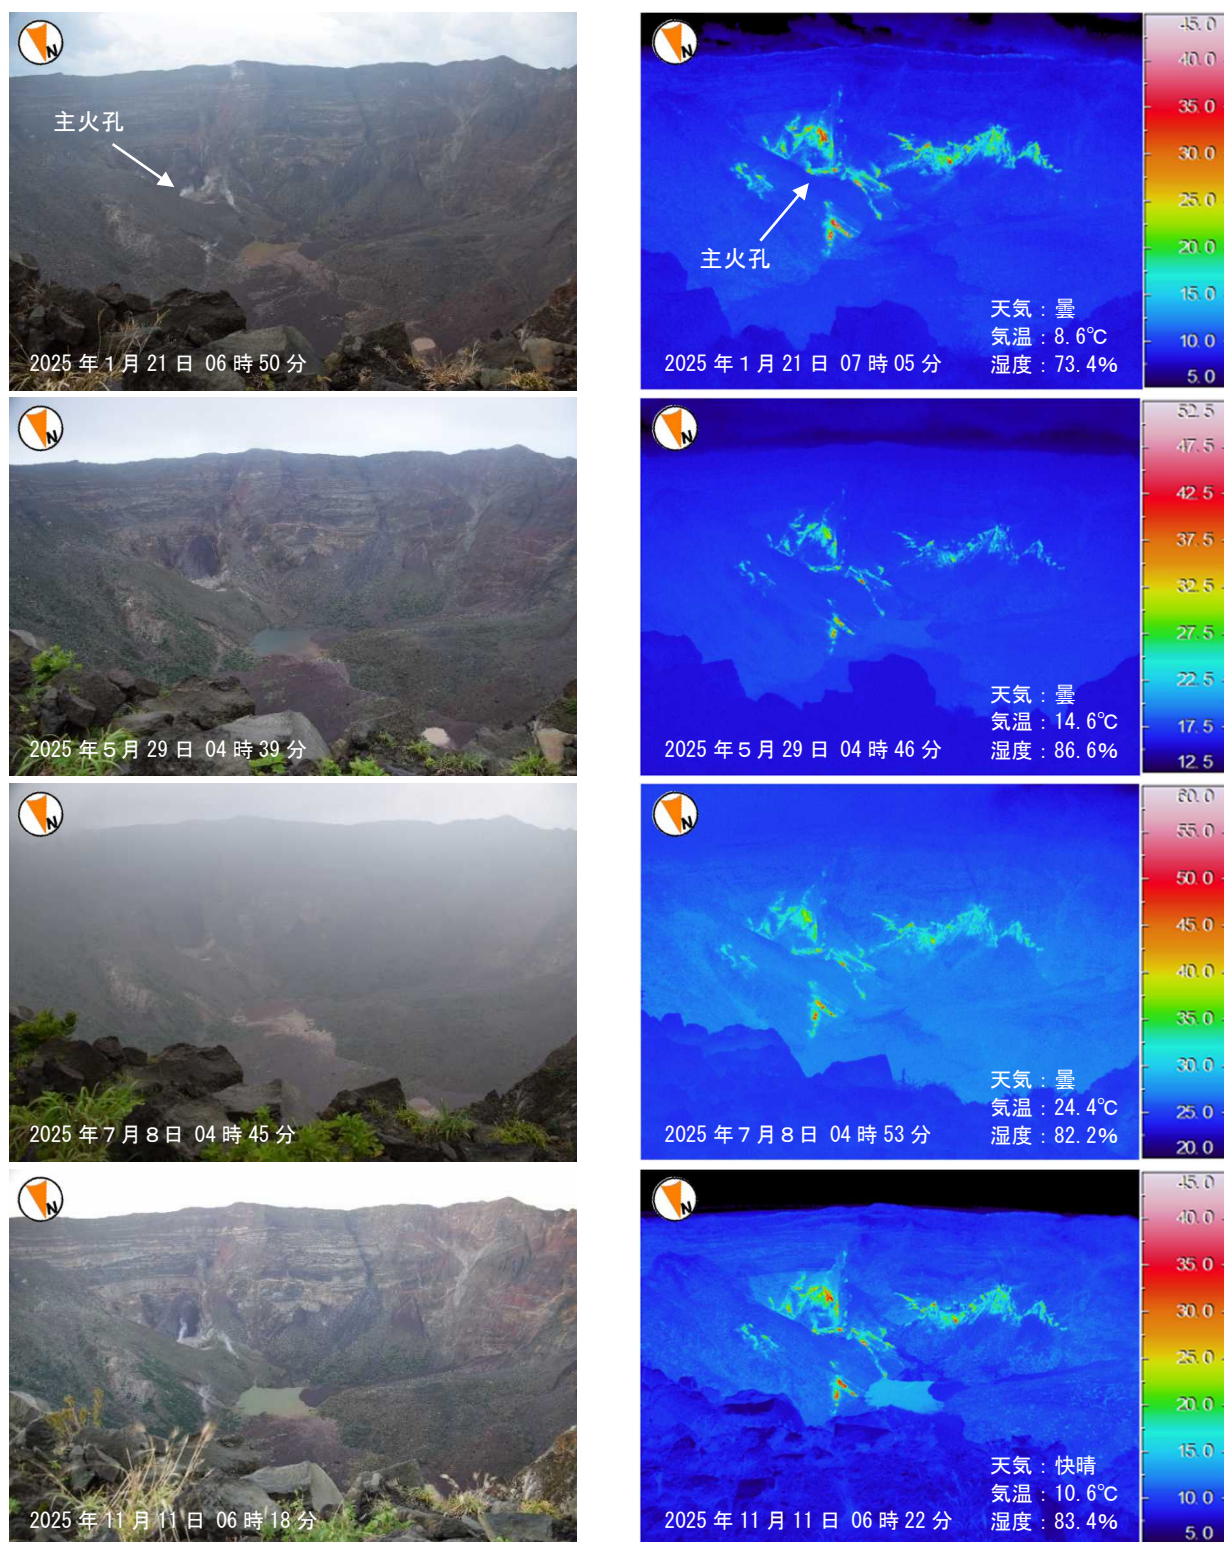 N
主火孔
2025年1月21日 06時50分
N
主火孔
天気：曇
気温：8.6℃
湿度：73.4%
2025年1月21日 07時05分
45.0
40.0
35.0
30.0
25.0
20.0
15.0
10.0
5.0
N
2025年5月29日 04時39分
N
天気：曇
気温：14.6℃
湿度：86.6%
2025年5月29日 04時46分
52.5
47.5
42.5
37.5
32.5
27.5
22.5
17.5
12.5
N
2025年7月8日 04時45分
N
天気：曇
気温：24.4℃
湿度：82.2%
2025年7月8日 04時53分
60.0
55.0
50.0
45.0
40.0
35.0
30.0
25.0
20.0
N
2025年11月11日 06時18分
N
天気：快晴
気温：10.6℃
湿度：83.4%
2025年11月11日 06時22分
45.0
40.0
35.0
30.0
25.0
20.0
15.0
10.0
5.0